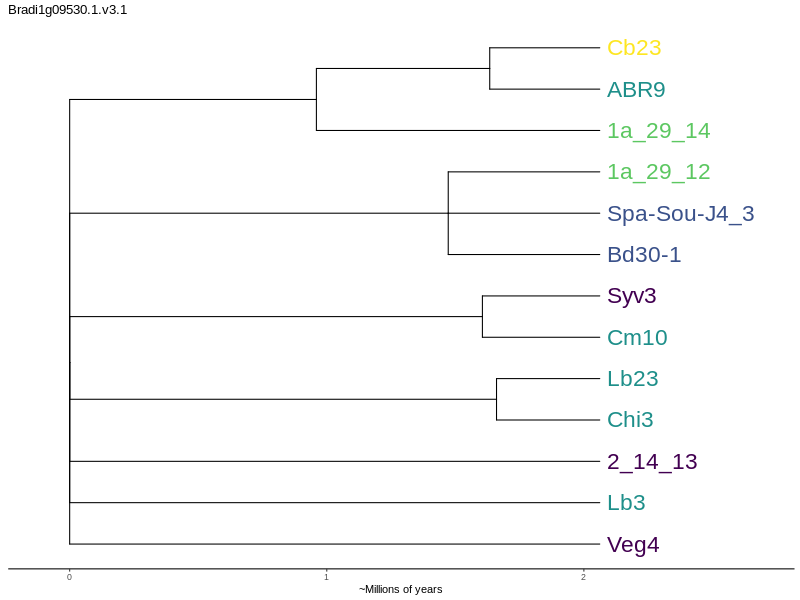 Bradi1g09530.1.v3.1
Cb23
ABR9
1a_29_14
1a_29_12
Spa-Sou-J4_3
Bd30-1
Syv3
Cm10
Lb23
Chi3
2_14_13
Lb3
Veg4
0 1 2
~Millions of years